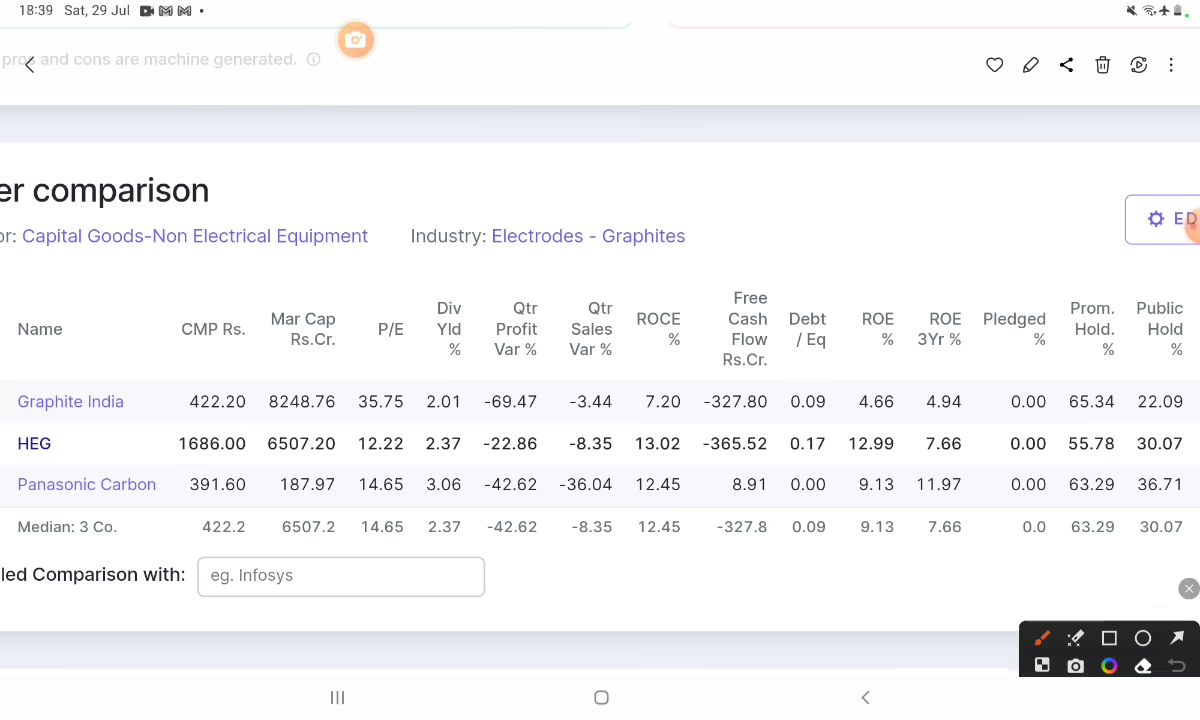 18:39 Sat, 29 Jul •
pros and cons are machine generated.
er comparison
ED
or: Capital Goods-Non Electrical Equipment Industry: Electrodes - Graphites
Name CMP Rs. Mar Cap Rs.Cr. P/E Div Yld % Qtr Profit Var % Qtr Sales Var % ROCE % Free Cash Flow Rs.Cr. Debt / Eq ROE % ROE 3Yr % Pledged % Prom. Hold. % Public Hold %
Graphite India 422.20 8248.76 35.75 2.01 -69.47 -3.44 7.20 -327.80 0.09 4.66 4.94 0.00 65.34 22.09
HEG 1686.00 6507.20 12.22 2.37 -22.86 -8.35 13.02 -365.52 0.17 12.99 7.66 0.00 55.78 30.07
Panasonic Carbon 391.60 187.97 14.65 3.06 -42.62 -36.04 12.45 8.91 0.00 9.13 11.97 0.00 63.29 36.71
Median: 3 Co. 422.2 6507.2 14.65 2.37 -42.62 -8.35 12.45 -327.8 0.09 9.13 7.66 0.0 63.29 30.07
led Comparison with: eg. Infosys